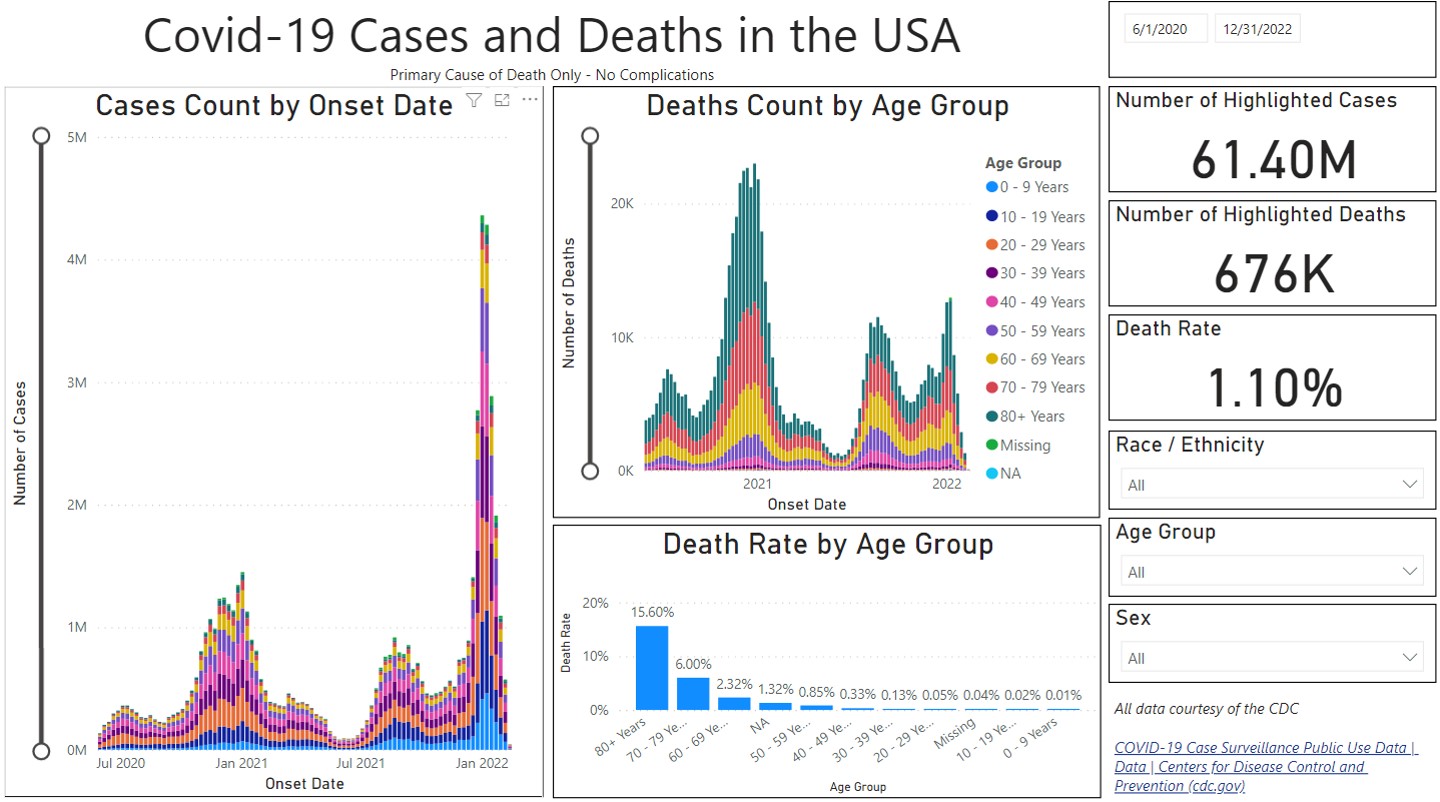 Covid-19 Cases and Deaths in the USA
Primary Cause of Death Only - No Complications
6/1/2020 12/31/2022
Cases Count by Onset Date
5M
4M
3M
2M
1M
0M
Number of Cases
Jul 2020 Jan 2021 Jul 2021 Jan 2022
Onset Date
Deaths Count by Age Group
20K
10K
0K
Number of Deaths
2021 2022
Onset Date
Age Group
0 - 9 Years
10 - 19 Years
20 - 29 Years
30 - 39 Years
40 - 49 Years
50 - 59 Years
60 - 69 Years
70 - 79 Years
80+ Years
Missing
NA
Death Rate by Age Group
20%
10%
0%
Death Rate
15.60% 6.00% 2.32% 1.32% 0.85% 0.33% 0.13% 0.05% 0.04% 0.02% 0.01%
80+ Years 70 - 79 Ye... 60 - 69 Ye... NA 50 - 59 Ye... 40 - 49 Ye... 30 - 39 Ye... 20 - 29 Ye... Missing 10 - 19 Ye... 0 - 9 Years
Age Group
Number of Highlighted Cases
61.40M
Number of Highlighted Deaths
676K
Death Rate
1.10%
Race / Ethnicity
All
Age Group
All
Sex
All
All data courtesy of the CDC
COVID-19 Case Surveillance Public Use Data |
Data | Centers for Disease Control and
Prevention (cdc.gov)